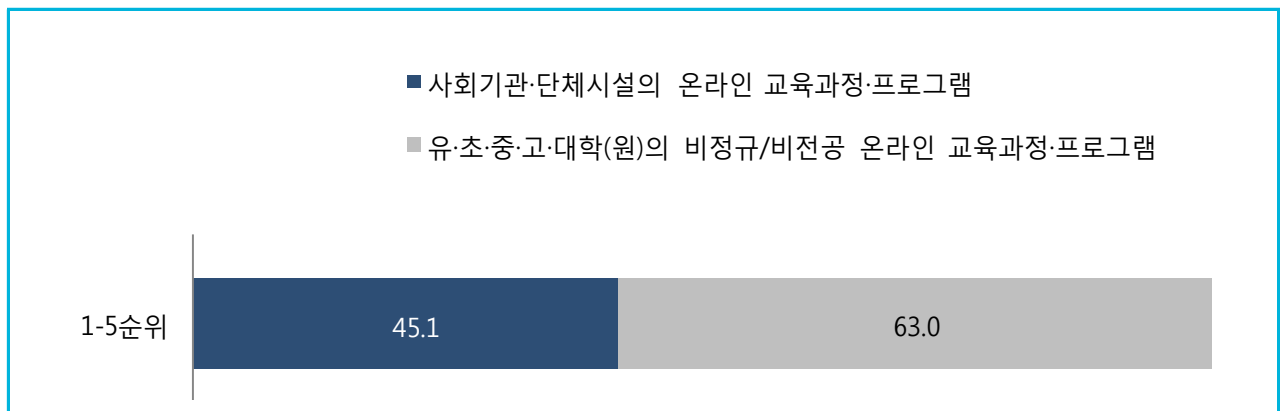 사회기관·단체시설의 온라인 교육과정·프로그램
유·초·중·고·대학(원)의 비정규/비전공 온라인 교육과정·프로그램
1-5순위 45.1 63.0